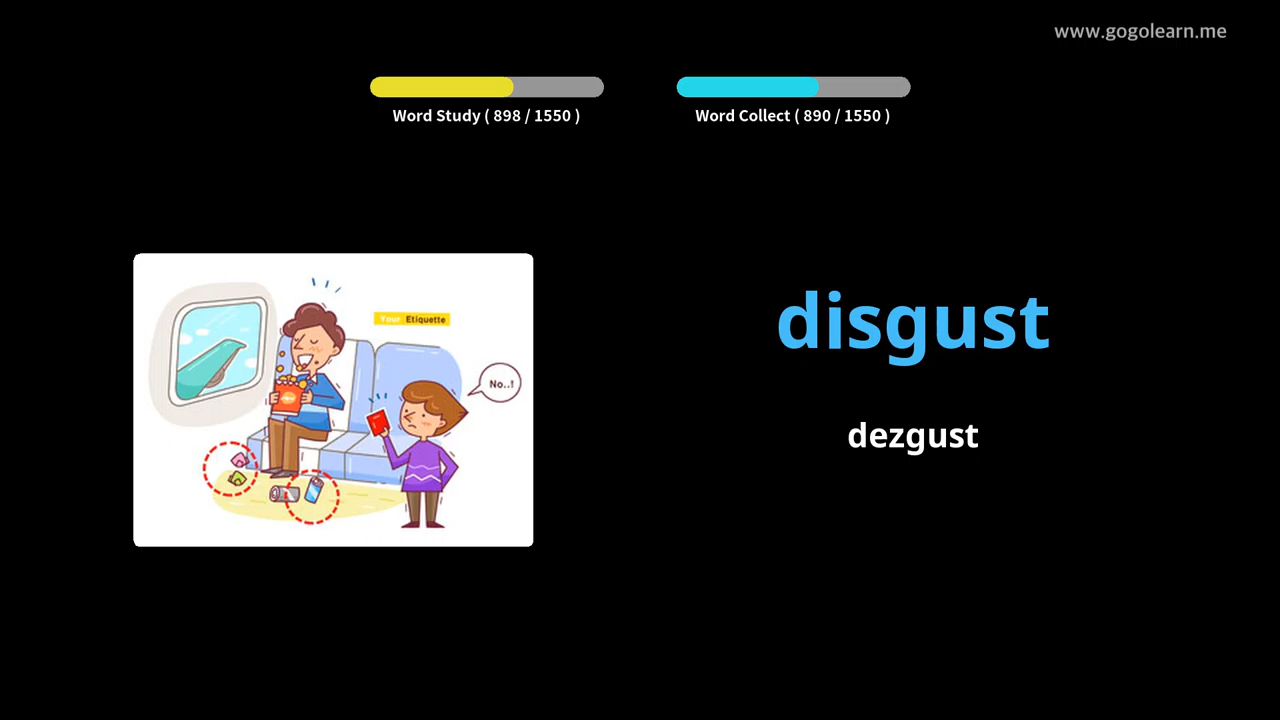 www.gogolearn.me
Word Study ( 898 / 1550 )
Word Collect ( 890 / 1550 )
Your Etiquette
No..!
disgust
dezgust